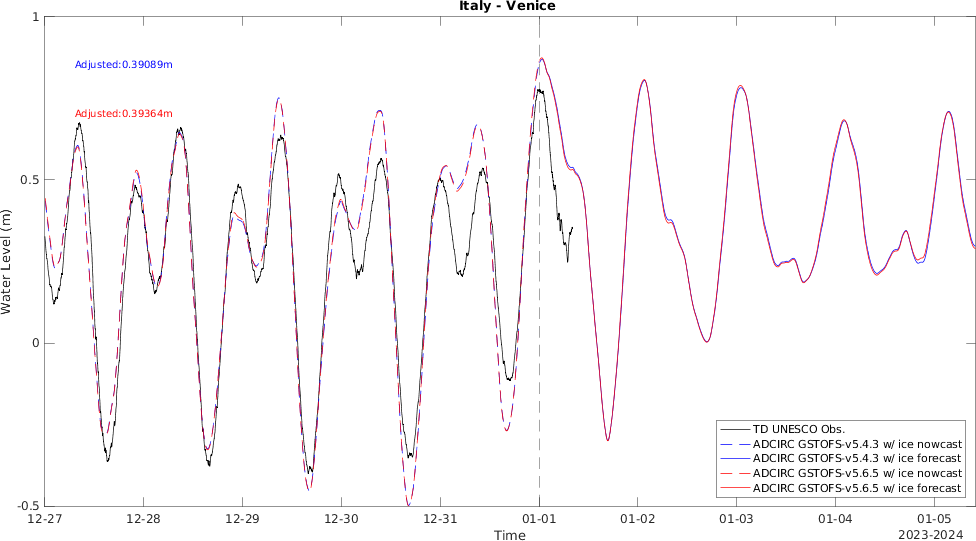 Italy - Venice
Adjusted:0.39089m
Adjusted:0.39364m
Water Level (m)
1
0.5
0
-0.5
12-27 12-28 12-29 12-30 12-31 01-01 01-02 01-03 01-04 01-05
Time
2023-2024
TD UNESCO Obs.
ADCIRC GSTOFS-v5.4.3 w/ ice nowcast
ADCIRC GSTOFS-v5.4.3 w/ ice forecast
ADCIRC GSTOFS-v5.6.5 w/ ice nowcast
ADCIRC GSTOFS-v5.6.5 w/ ice forecast